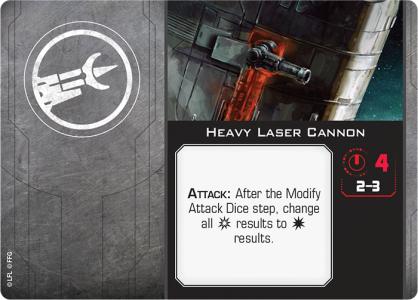 HEAVY LASER CANNON
ATTACK: After the Modify
Attack Dice step, change
all results to
results.
4
2-3
© LFL © FFG